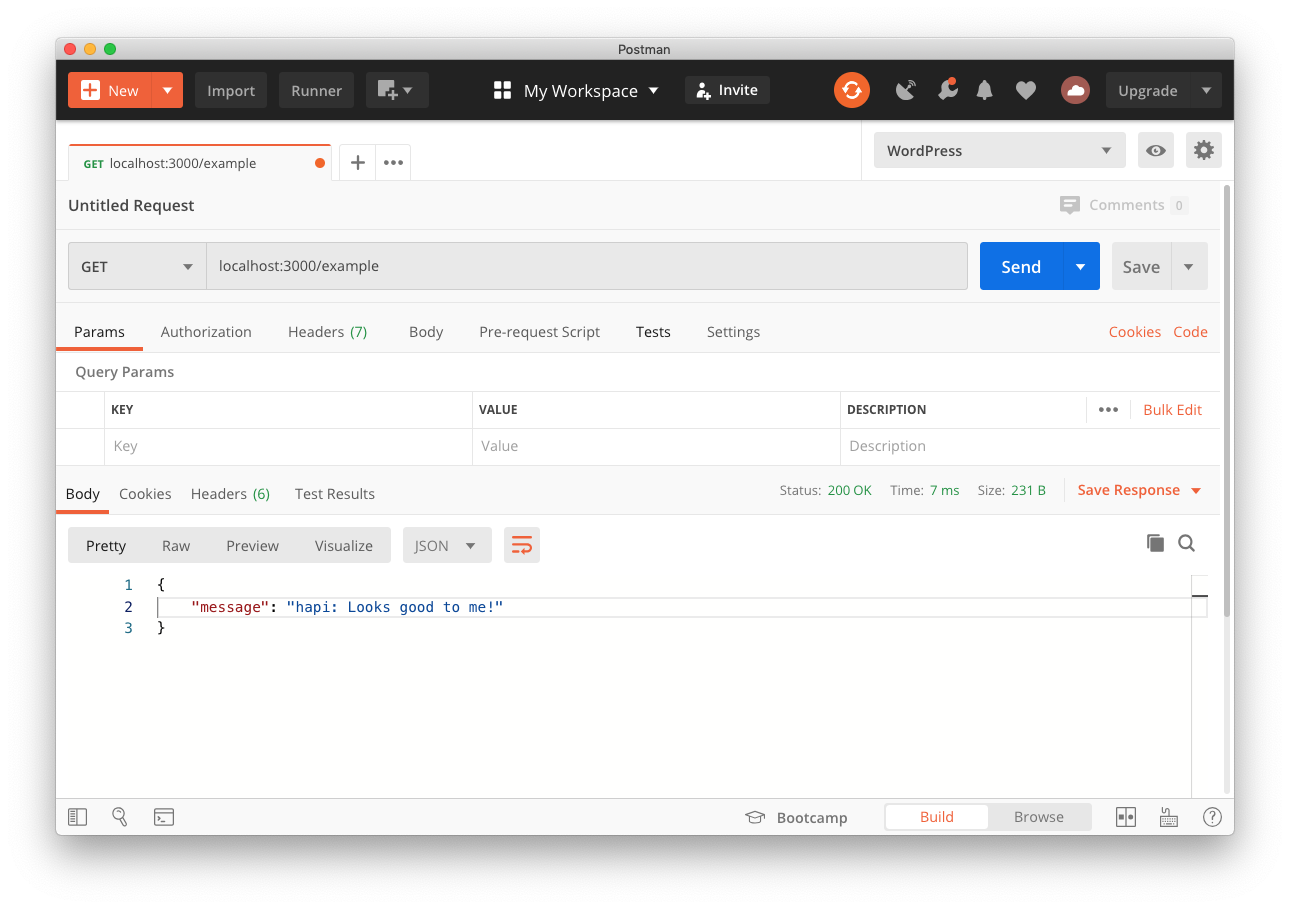 Postman
New Import Runner My Workspace Invite Upgrade
GET localhost:3000/example WordPress
Untitled Request Comments 0
GET localhost:3000/example Send Save
Params Authorization Headers (7) Body Pre-request Script Tests Settings Cookies Code
Query Params
KEY VALUE DESCRIPTION Bulk Edit
Key Value Description
Body Cookies Headers (6) Test Results Status: 200 OK Time: 7 ms Size: 231 B Save Response
Pretty Raw Preview Visualize JSON
1 {
2 "message": "hapi: Looks good to me!"
3 }
Bootcamp Build Browse